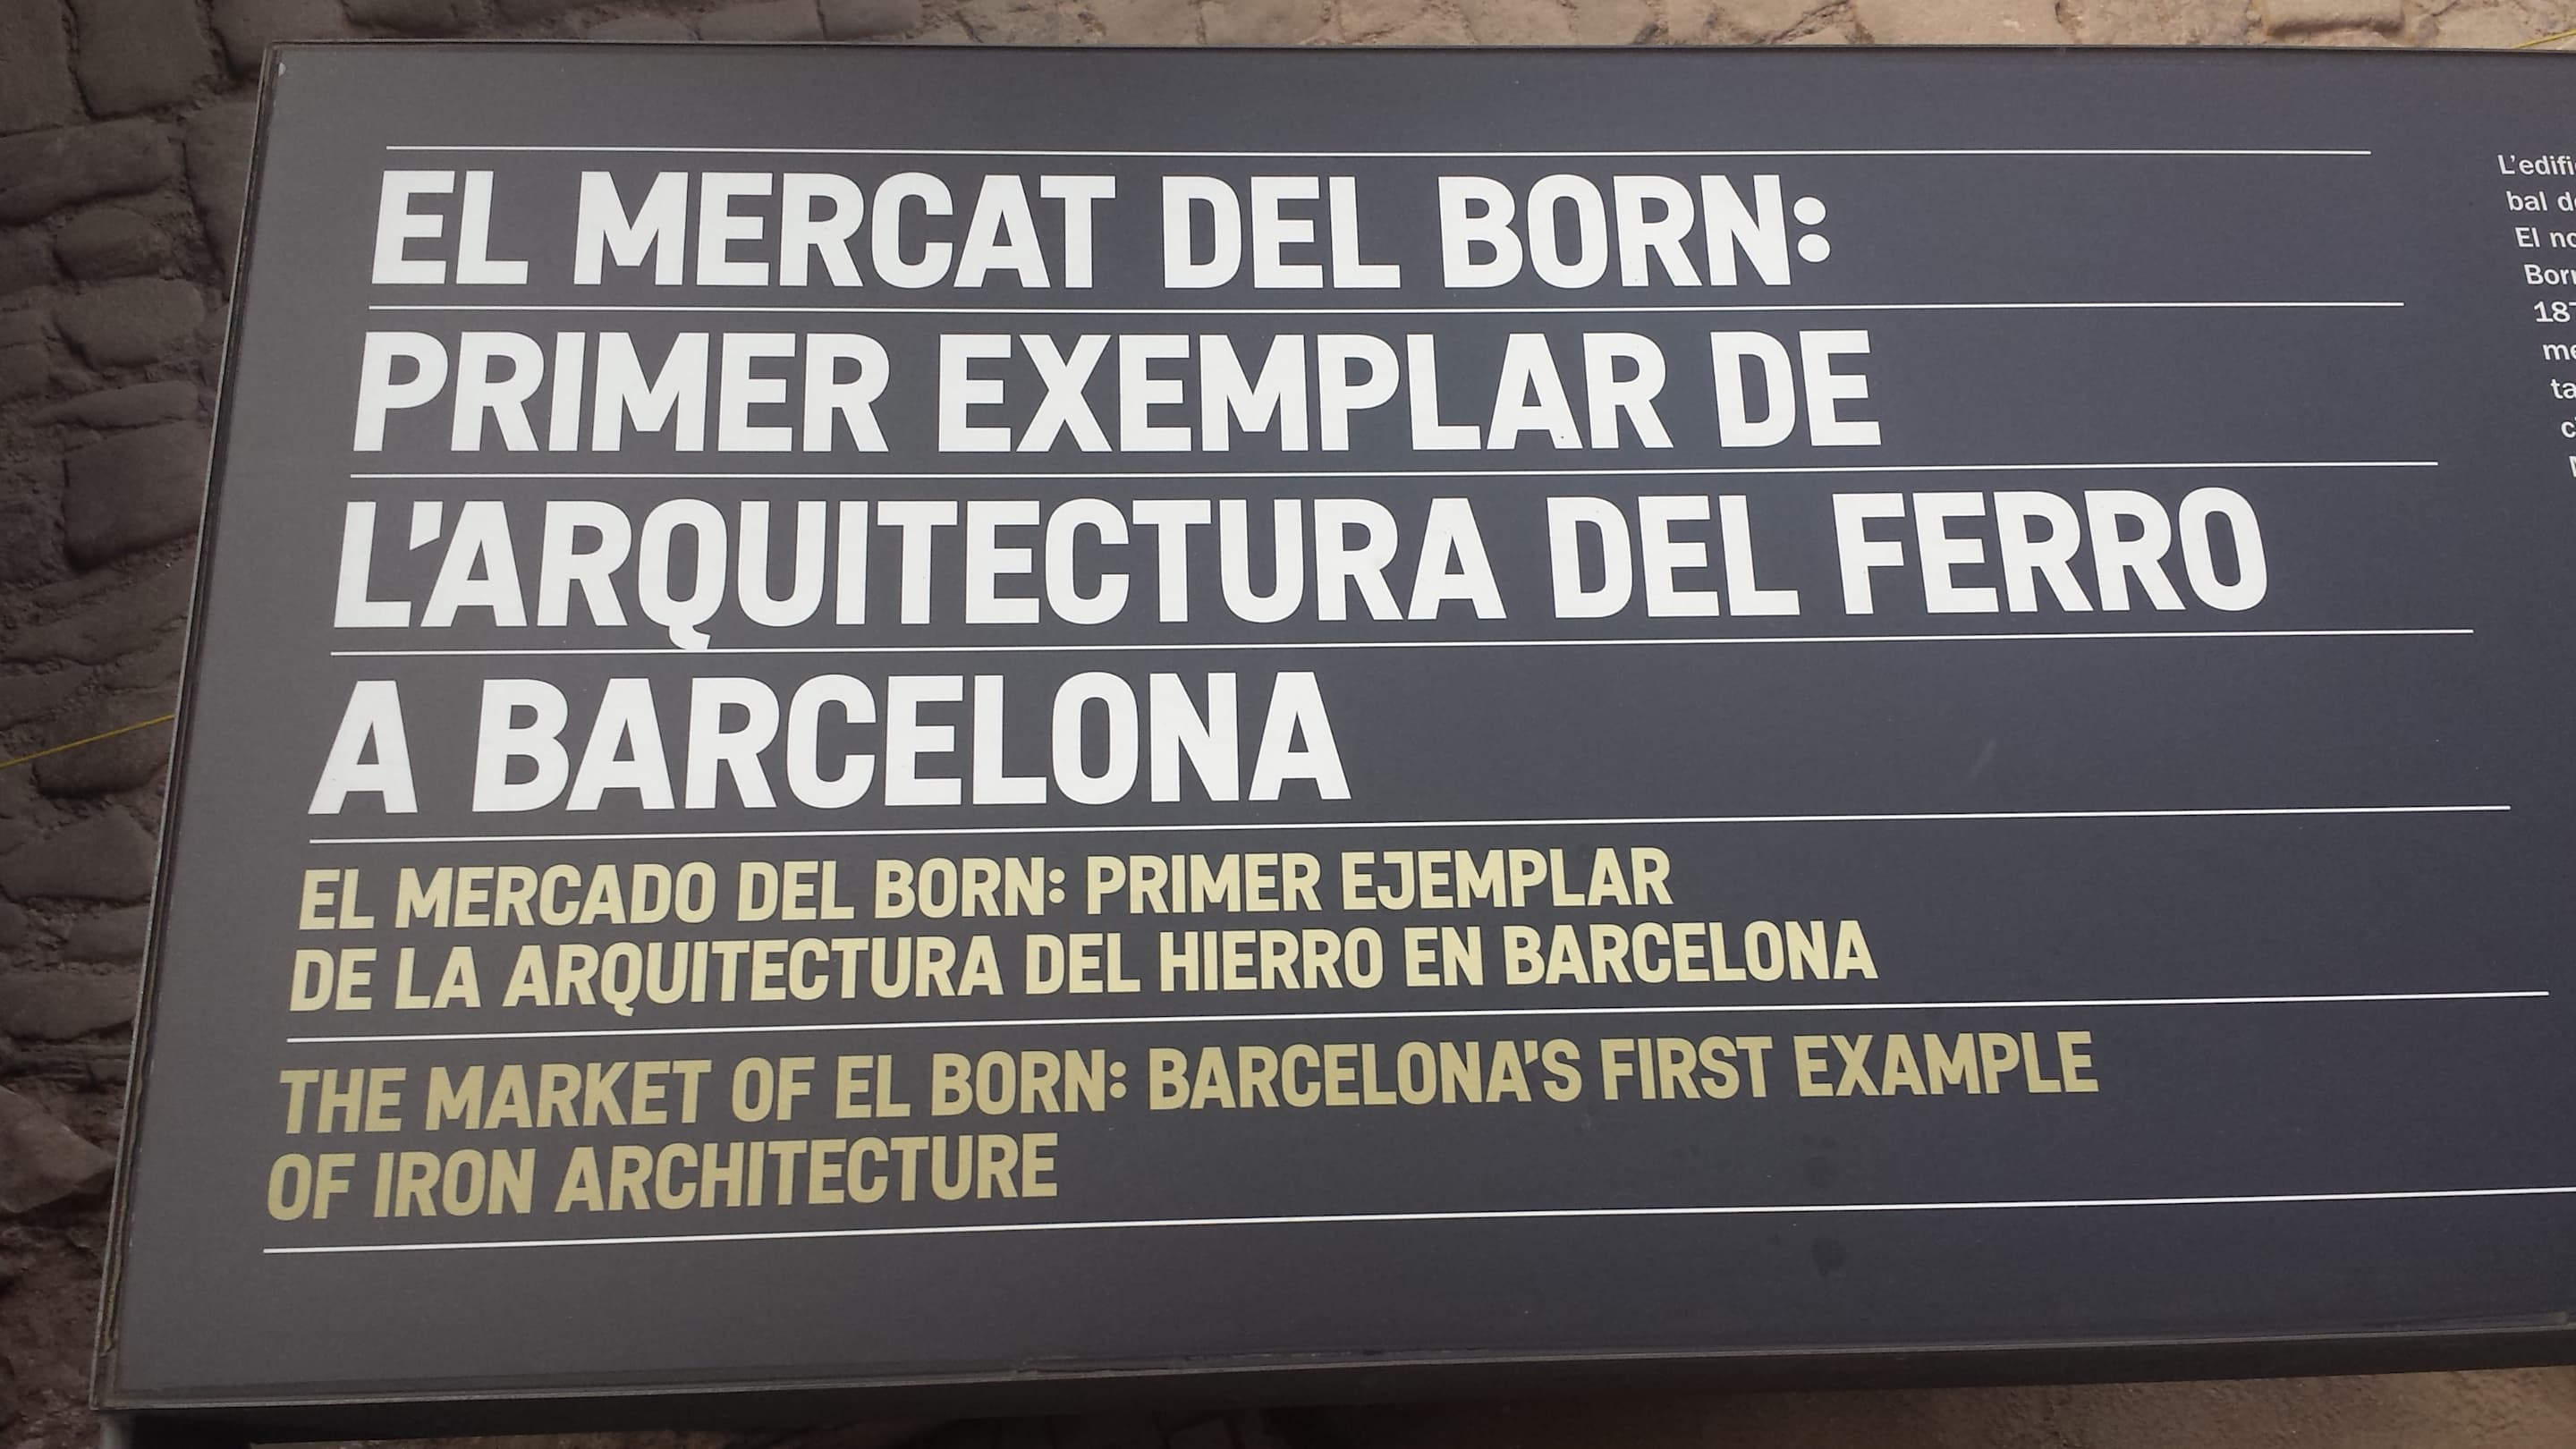 EL MERCAT DEL BORN:
PRIMER EXEMPLAR DE
L'ARQUITECTURA DEL FERRO
A BARCELONA
EL MERCADO DEL BORN: PRIMER EJEMPLAR
DE LA ARQUITECTURA DEL HIERRO EN BARCELONA
THE MARKET OF EL BORN: BARCELONA'S FIRST EXAMPLE
OF IRON ARCHITECTURE
El